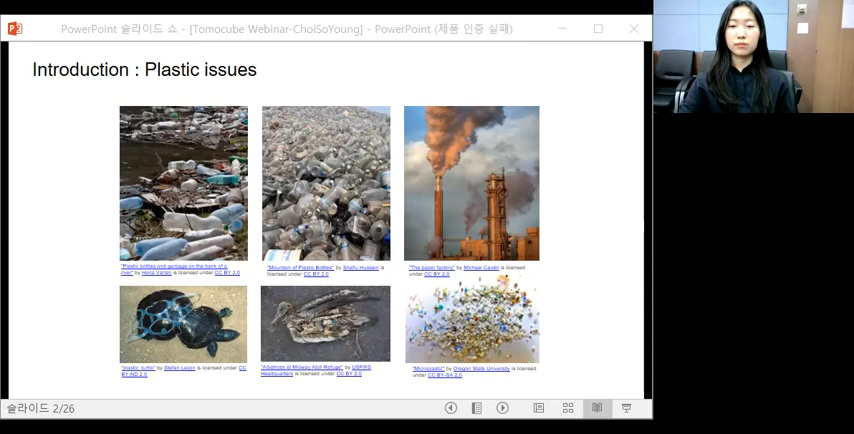 PowerPoint 슬라이드 쇼 - [Tomocube Webinar-ChoiSoYoung] - PowerPoint (제품 인증 실패)
Introduction : Plastic issues
"Plastic bottles and garbage on the bank of a
river" by Horia Varlan is licensed under CC BY 2.0
"Mountain of Plastic Bottles" by Shafiu Hussain is
licensed under CC BY 2.0
"The paper factory" by Michael Caven is licensed
under CC BY 2.0
"plastic_turtle" by Stefan Leijon is licensed under CC
BY-ND 2.0
"Albatross at Midway Atoll Refuge" by USFWS
Headquarters is licensed under CC BY 2.0
"Microplastic" by Oregon State University is licensed
under CC BY-SA 2.0
슬라이드 2/26